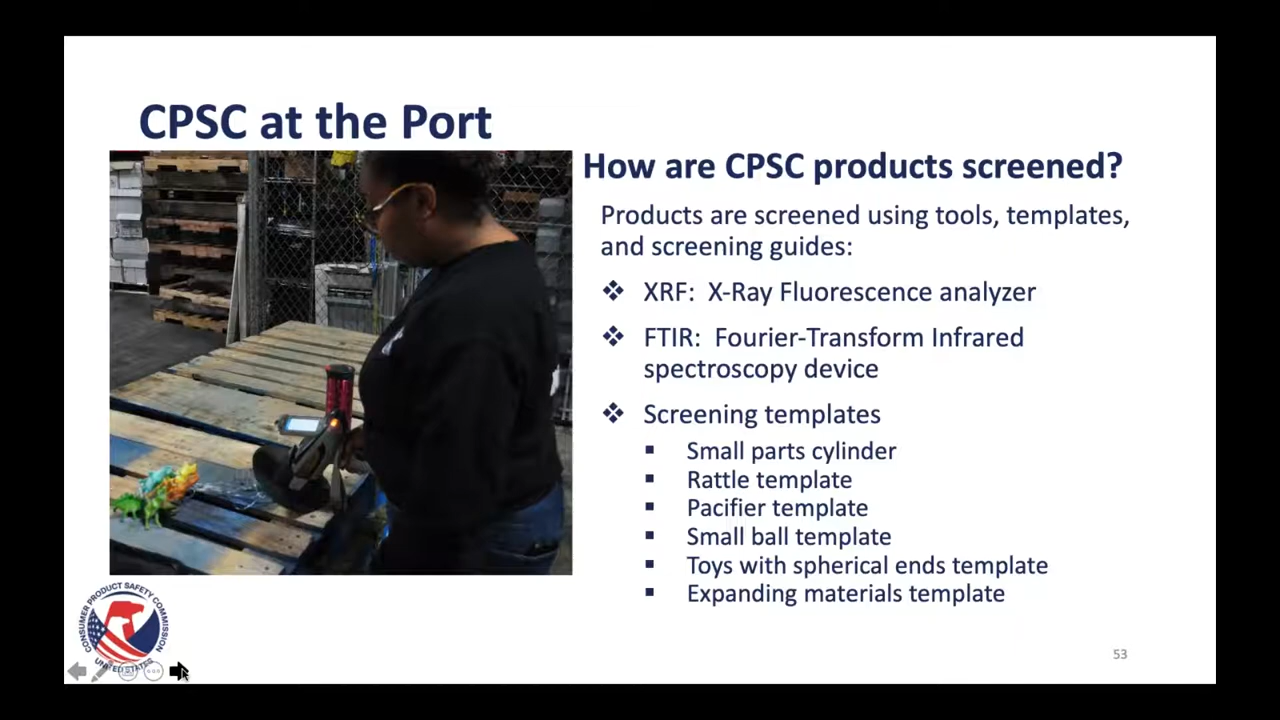 CPSC at the Port
How are CPSC products screened?
Products are screened using tools, templates,
and screening guides:
❖ XRF: X-Ray Fluorescence analyzer
❖ FTIR: Fourier-Transform Infrared
spectroscopy device
❖ Screening templates
▪ Small parts cylinder
▪ Rattle template
▪ Pacifier template
▪ Small ball template
▪ Toys with spherical ends template
▪ Expanding materials template
CONSUMER PRODUCT SAFETY COMMISSION
UNITED STATES
53